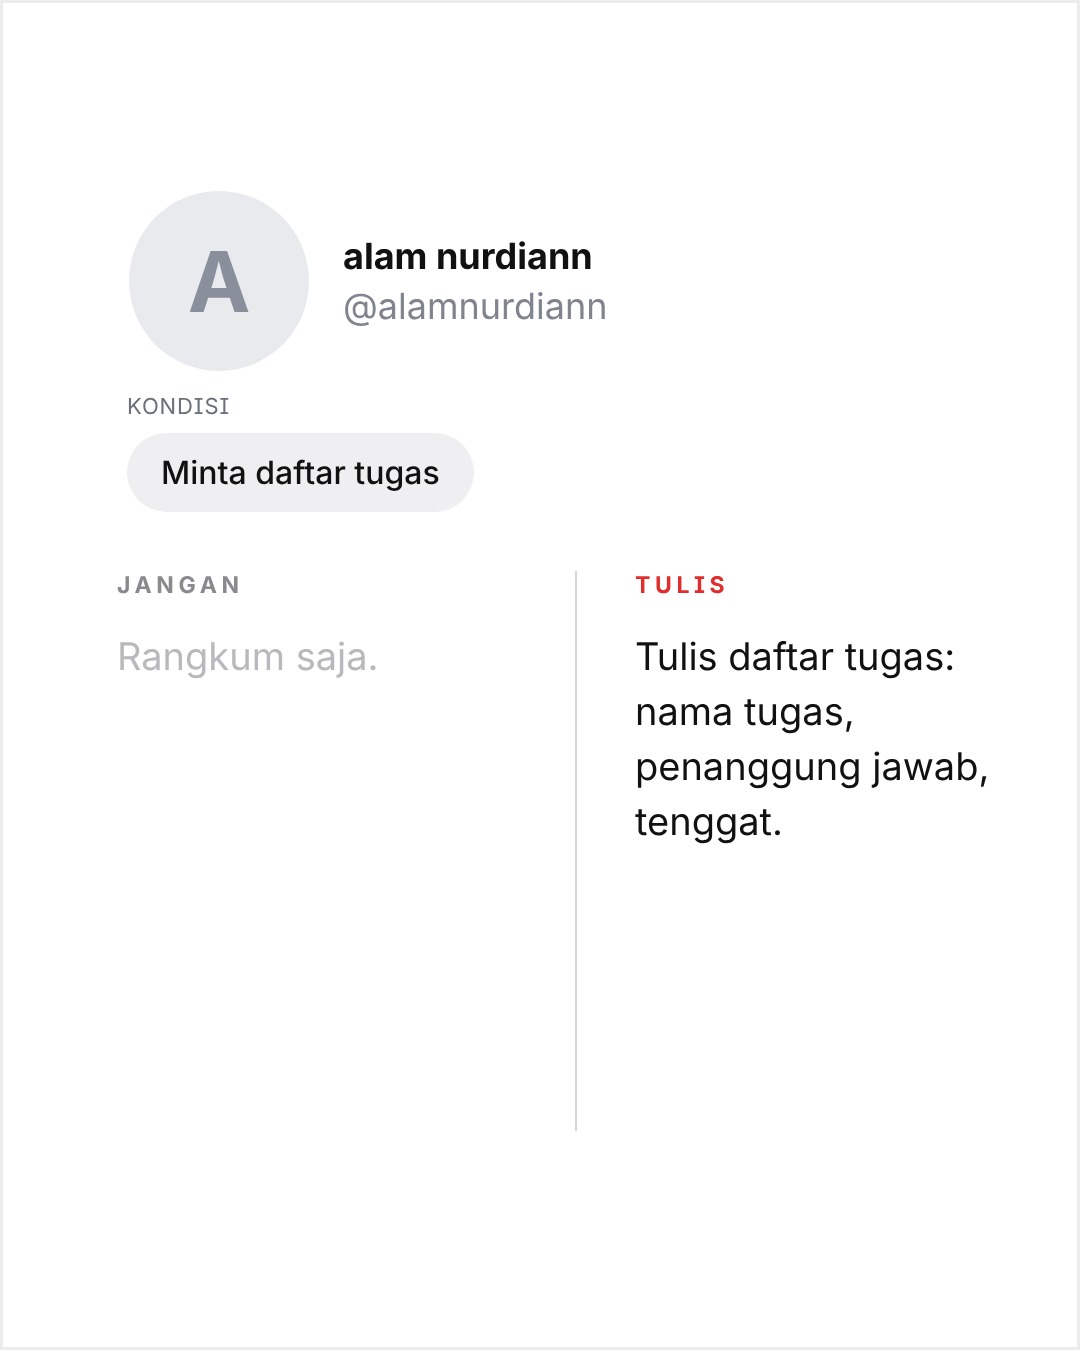 A
alam nurdiann
@alamnurdiann
KONDISI
Minta daftar tugas
JANGAN
Rangkum saja.
TULIS
Tulis daftar tugas:
nama tugas,
penanggung jawab,
tenggat.